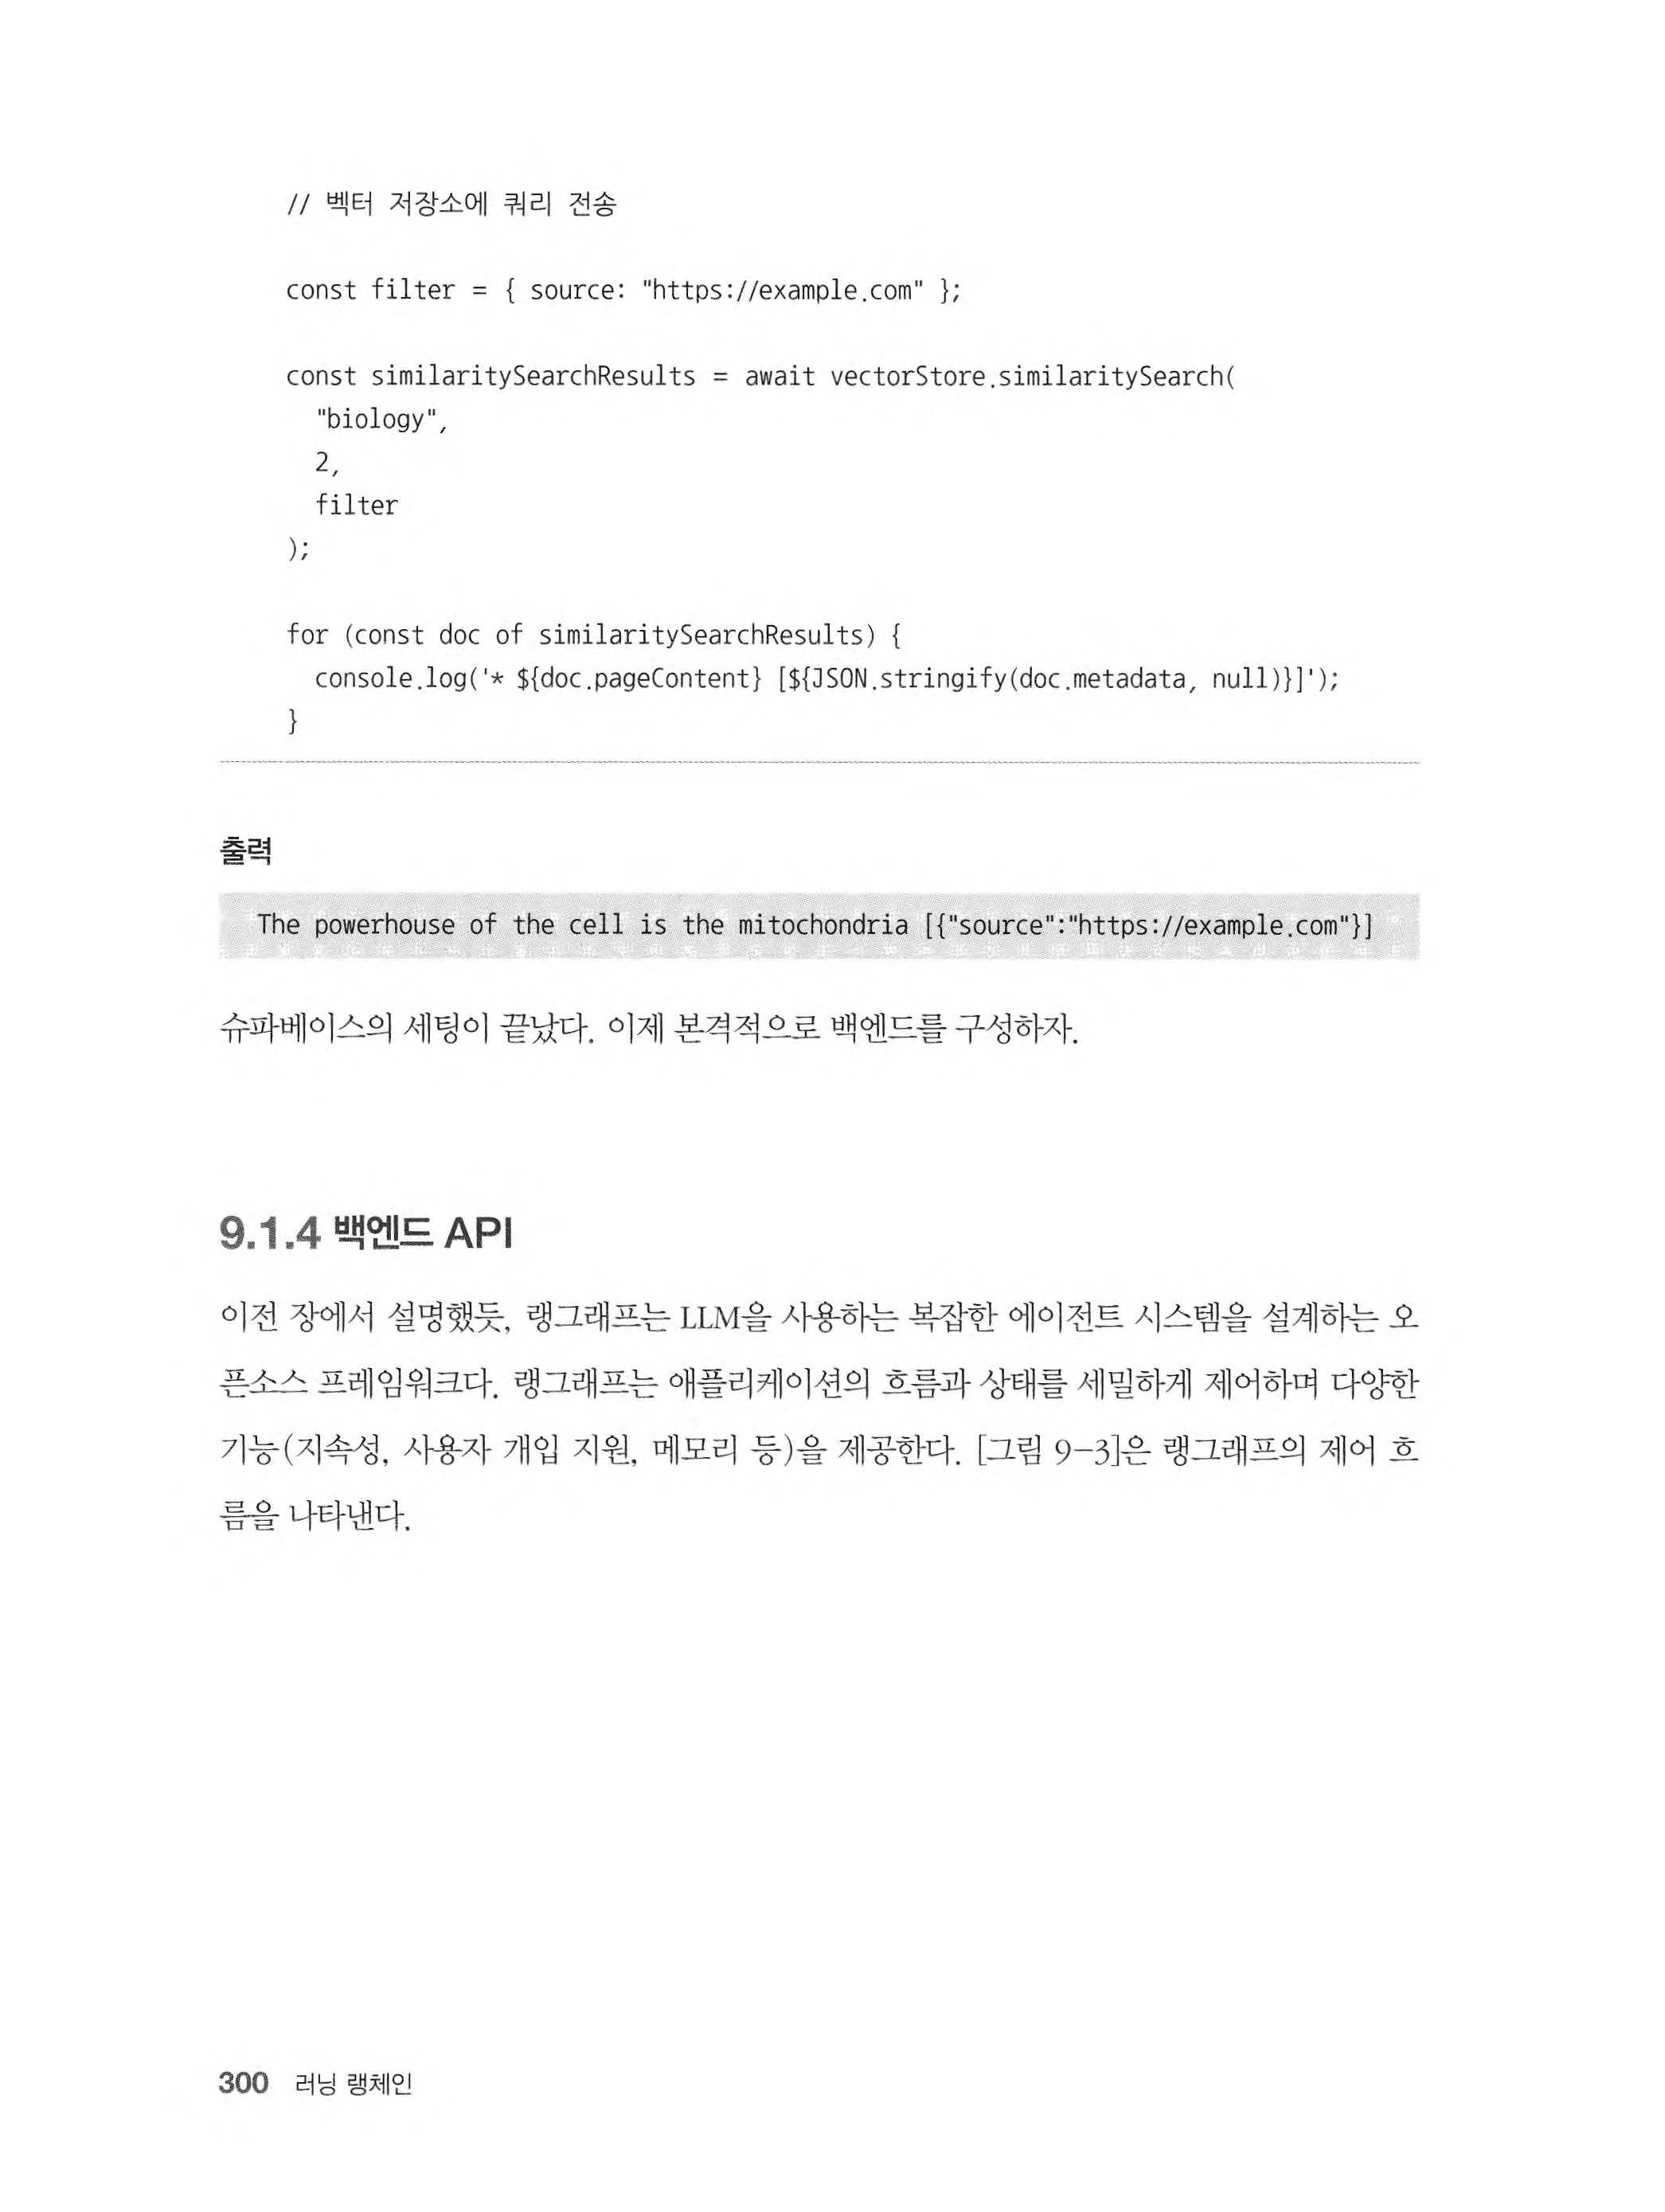 // 벡터 저장소에 쿼리 전송
const filter = { source: "https://example.com" };
const similaritySearchResults = await vectorStore.similaritySearch(
  "biology",
  2,
  filter
);
for (const doc of similaritySearchResults) {
  console.log('* ${doc.pageContent} [${JSON.stringify(doc.metadata, null)}]');
}
출력
The powerhouse of the cell is the mitochondria [{"source":"https://example.com"}]
슈파베이스의 세팅이 끝났다. 이제 본격적으로 백엔드를 구성하자.
9.1.4 백엔드 API
이전 장에서 설명했듯, 랭그래프는 LLM을 사용하는 복잡한 에이전트 시스템을 설계하는 오
픈소스 프레임워크다. 랭그래프는 애플리케이션의 흐름과 상태를 세밀하게 제어하며 다양한
기능(지속성, 사용자 개입 지원, 메모리 등)을 제공한다. [그림 9-3]은 랭그래프의 제어 흐
름을 나타낸다.
300 러닝 랭체인